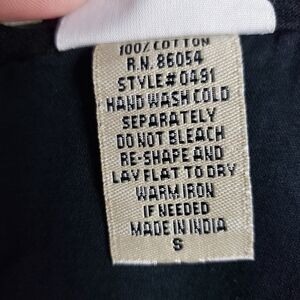 100% COTTON
R.N. 86054
STYLE# 0491
HAND WASH COLD
SEPARATELY
DO NOT BLEACH
RE-SHAPE AND
LAY FLAT TO DRY
WARM IRON
IF NEEDED
MADE IN INDIA
S